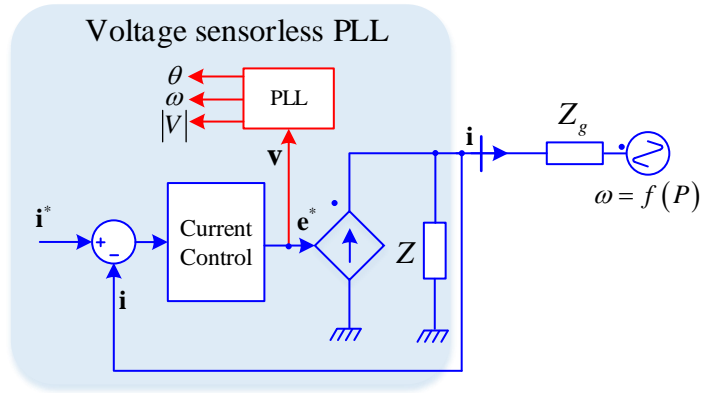 Voltage sensorless PLL
θ
ω
|V|
PLL
v
i
Z_g
ω = f(P)
i*
+
-
Current
Control
e*
Z
i